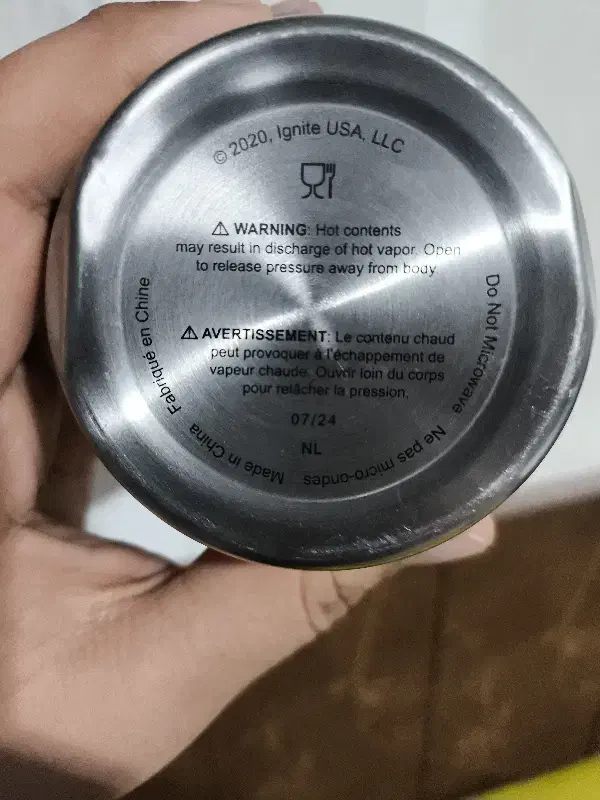 © 2020, Ignite USA, LLC
⚠ WARNING: Hot contents
may result in discharge of hot vapor. Open
to release pressure away from body.
⚠ AVERTISSEMENT: Le contenu chaud
peut provoquer à l'échappement de
vapeur chaude. Ouvrir loin du corps
pour relâcher la pression.
07/24
NL
Do Not Microwave
Ne pas micro-ondes
Made in China
Fabriqué en Chine